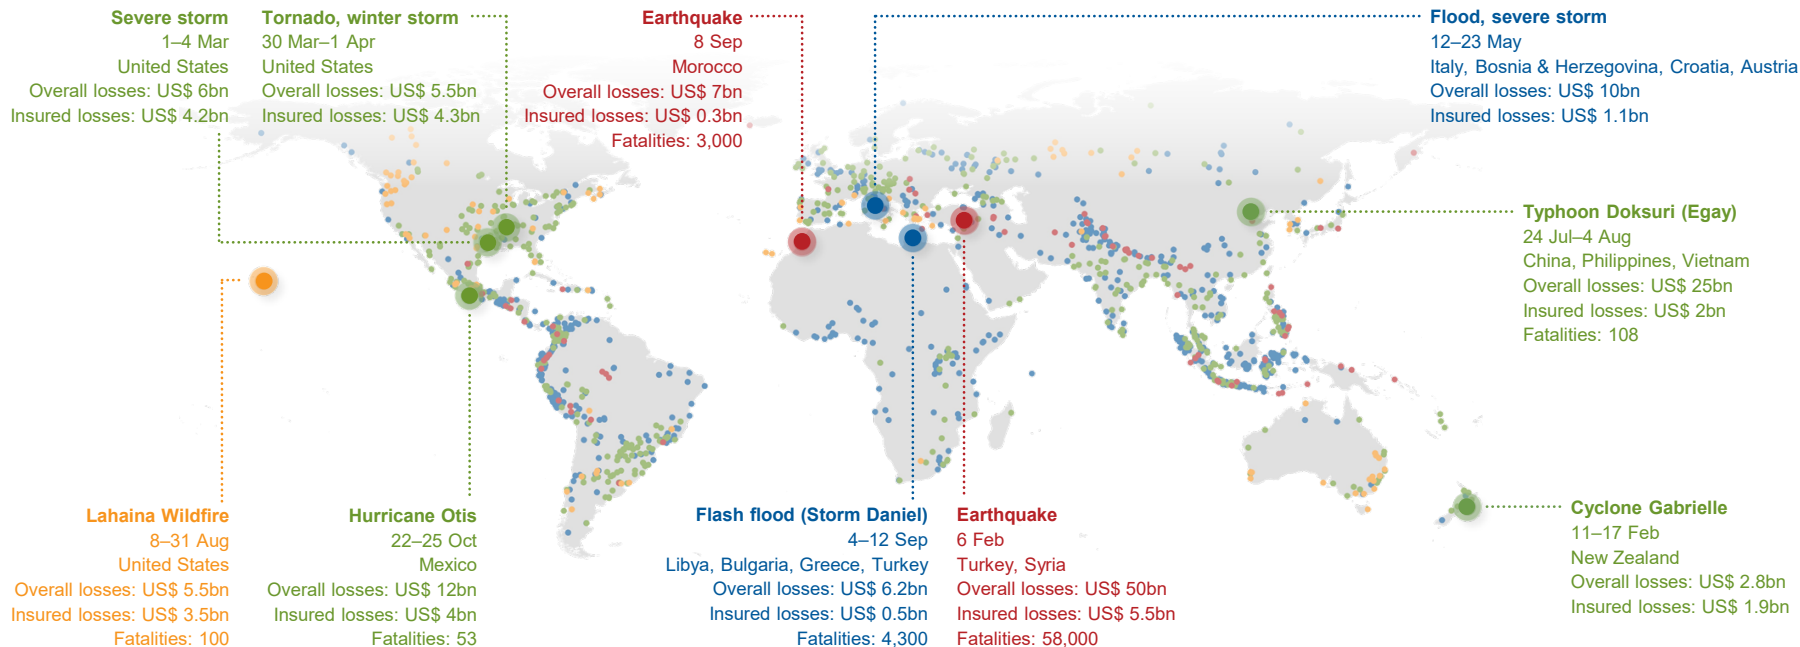 Severe storm
1–4 Mar
United States
Overall losses: US$ 6bn
Insured losses: US$ 4.2bn
Tornado, winter storm
30 Mar–1 Apr
United States
Overall losses: US$ 5.5bn
Insured losses: US$ 4.3bn
Earthquake
8 Sep
Morocco
Overall losses: US$ 7bn
Insured losses: US$ 0.3bn
Fatalities: 3,000
Flood, severe storm
12–23 May
Italy, Bosnia & Herzegovina, Croatia, Austria
Overall losses: US$ 10bn
Insured losses: US$ 1.1bn
Typhoon Doksuri (Egay)
24 Jul–4 Aug
China, Philippines, Vietnam
Overall losses: US$ 25bn
Insured losses: US$ 2bn
Fatalities: 108
Lahaina Wildfire
8–31 Aug
United States
Overall losses: US$ 5.5bn
Insured losses: US$ 3.5bn
Fatalities: 100
Hurricane Otis
22–25 Oct
Mexico
Overall losses: US$ 12bn
Insured losses: US$ 4bn
Fatalities: 53
Flash flood (Storm Daniel)
4–12 Sep
Libya, Bulgaria, Greece, Turkey
Overall losses: US$ 6.2bn
Insured losses: US$ 0.5bn
Fatalities: 4,300
Earthquake
6 Feb
Turkey, Syria
Overall losses: US$ 50bn
Insured losses: US$ 5.5bn
Fatalities: 58,000
Cyclone Gabrielle
11–17 Feb
New Zealand
Overall losses: US$ 2.8bn
Insured losses: US$ 1.9bn